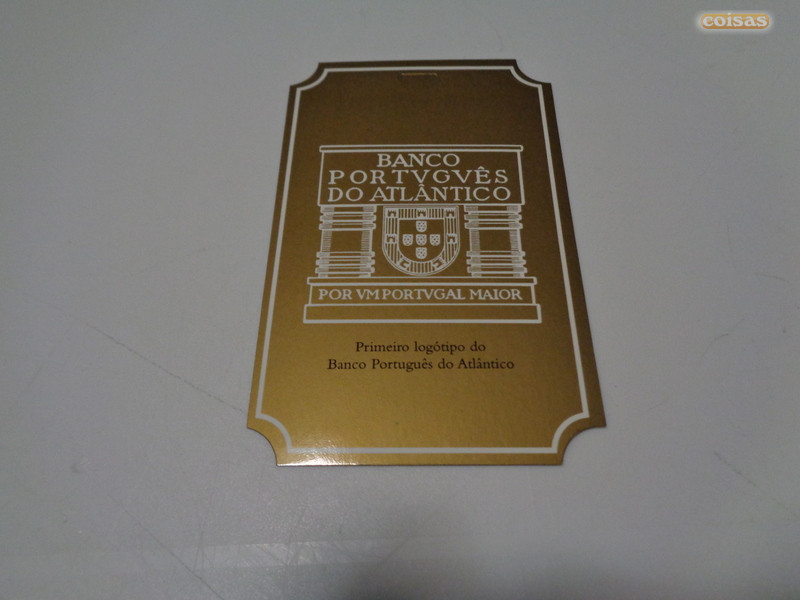 coisas
BANCO
PORTVGVÊS
DO ATLÂNTICO
POR VM PORTVGAL MAIOR
Primeiro logótipo do
Banco Português do Atlântico